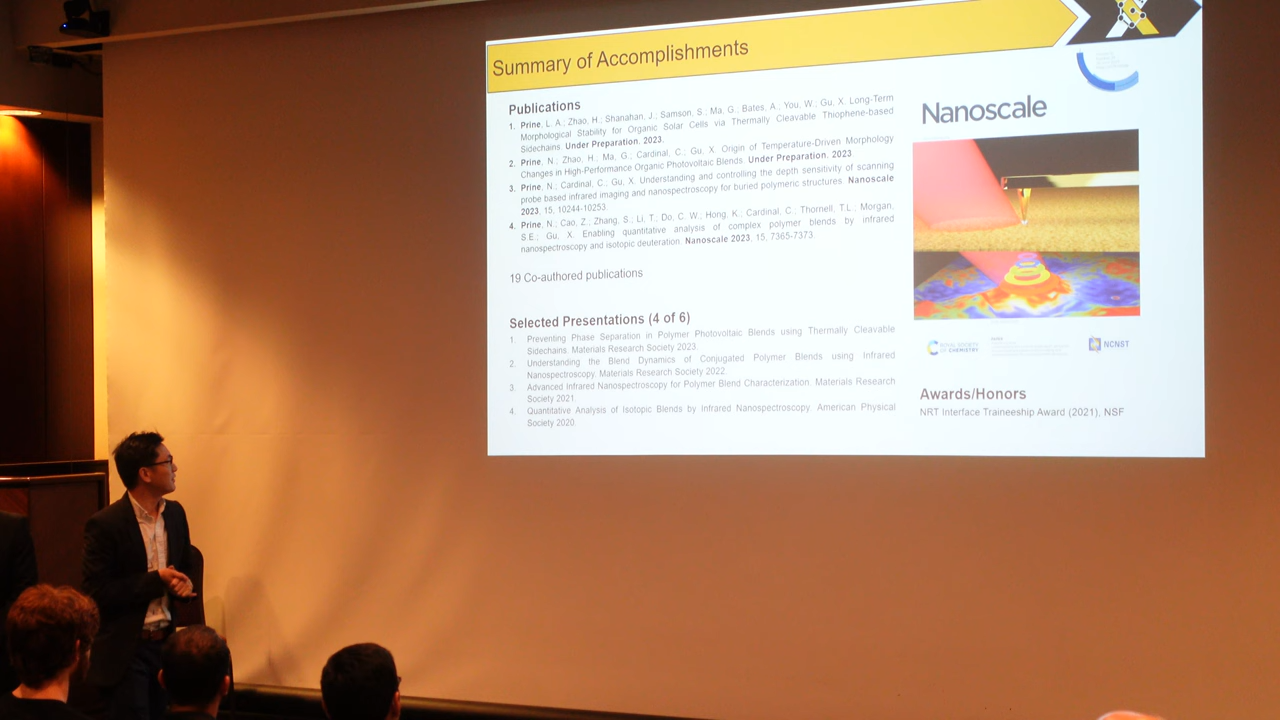 Summary of Accomplishments
Publications
1. Prine, L. A.; Zhao, H.; Shanahan, J.; Samson, S.; Ma, G.; Bates, A.; You, W.; Gu, X. Long-Term
Morphological Stability for Organic Solar Cells via Thermally Cleavable Thiophene-based
Sidechains. Under Preparation. 2023.
2. Prine, N.; Zhao, H.; Ma, G.; Cardinal, C.; Gu, X. Origin of Temperature-Driven Morphology
Changes in High-Performance Organic Photovoltaic Blends. Under Preparation. 2023
3. Prine, N.; Cardinal, C.; Gu, X. Understanding and controlling the depth sensitivity of scanning
probe based infrared imaging and nanospectroscopy for buried polymeric structures. Nanoscale
2023, 15, 10244-10253.
4. Prine, N.; Cao, Z.; Zhang, S.; Li, T.; Do, C. W.; Hong, K.; Cardinal, C.; Thornell, T.L.; Morgan,
S.E.; Gu, X. Enabling quantitative analysis of complex polymer blends by infrared
nanospectroscopy and isotopic deuteration. Nanoscale 2023, 15, 7365-7373.
19 Co-authored publications
Selected Presentations (4 of 6)
1. Preventing Phase Separation in Polymer Photovoltaic Blends using Thermally Cleavable
Sidechains. Materials Research Society 2023.
2. Understanding the Blend Dynamics of Conjugated Polymer Blends using Infrared
Nanospectroscopy. Materials Research Society 2022.
3. Advanced Infrared Nanospectroscopy for Polymer Blend Characterization. Materials Research
Society 2021.
4. Quantitative Analysis of Isotopic Blends by Infrared Nanospectroscopy. American Physical
Society 2020.
Nanoscale
ROYAL SOCIETY
OF CHEMISTRY
NCNST
Awards/Honors
NRT Interface Traineeship Award (2021), NSF